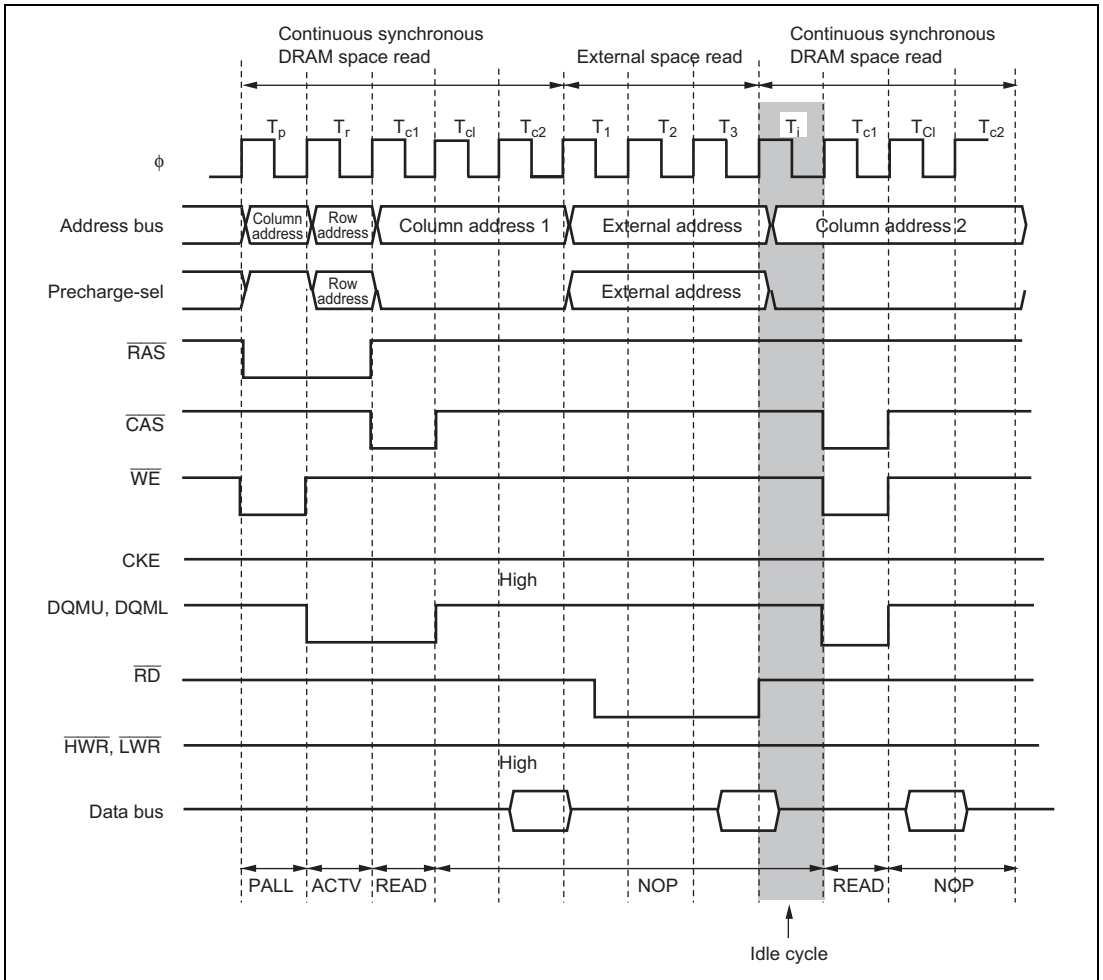 Continuous synchronous
DRAM space read
External space read
Continuous synchronous
DRAM space read
Tp
Tr
Tc1
Tcl
Tc2
T1
T2
T3
Ti
Tc1
TCl
Tc2
ϕ
Address bus
Column
address
Row
address
Column address 1
External address
Column address 2
Precharge-sel
Row
address
External address
RAS
CAS
WE
CKE
High
DQMU, DQML
RD
HWR, LWR
High
Data bus
PALL
ACTV
READ
NOP
READ
NOP
Idle cycle